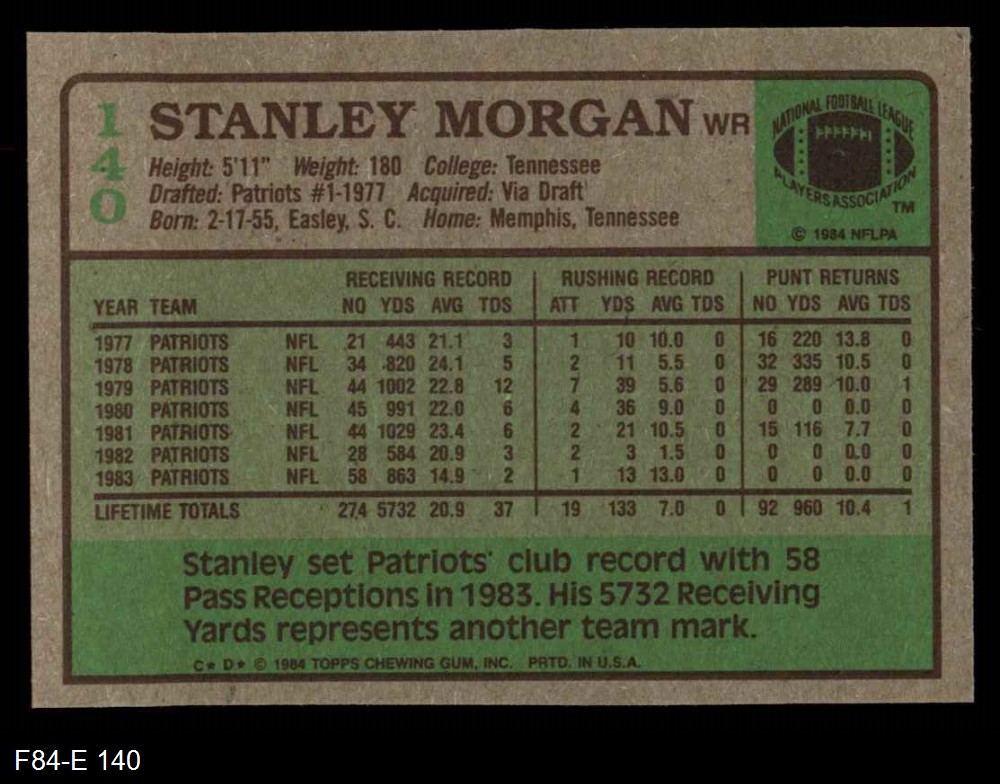 140
STANLEY MORGAN WR
Height: 5'11" Weight: 180 College: Tennessee
Drafted: Patriots #1-1977 Acquired: Via Draft
Born: 2-17-55, Easley, S. C. Home: Memphis, Tennessee
NATIONAL FOOTBALL LEAGUE
PLAYERS ASSOCIATION
TM
© 1984 NFLPA
RECEIVING RECORD RUSHING RECORD PUNT RETURNS
YEAR TEAM NO YDS AVG TDS ATT YDS AVG TDS NO YDS AVG TDS
1977 PATRIOTS NFL 21 443 21.1 3 1 10 10.0 0 16 220 13.8 0
1978 PATRIOTS NFL 34 820 24.1 5 2 11 5.5 0 32 335 10.5 0
1979 PATRIOTS NFL 44 1002 22.8 12 7 39 5.6 0 29 289 10.0 1
1980 PATRIOTS NFL 45 991 22.0 6 4 36 9.0 0 0 0 0.0 0
1981 PATRIOTS NFL 44 1029 23.4 6 2 21 10.5 0 15 116 7.7 0
1982 PATRIOTS NFL 28 584 20.9 3 2 3 1.5 0 0 0 0.0 0
1983 PATRIOTS NFL 58 863 14.9 2 1 13 13.0 0 0 0 0.0 0
LIFETIME TOTALS 274 5732 20.9 37 19 133 7.0 0 92 960 10.4 1
Stanley set Patriots' club record with 58
Pass Receptions in 1983. His 5732 Receiving
Yards represents another team mark.
C* D* © 1984 TOPPS CHEWING GUM, INC. PRTD. IN U.S.A.
F84-E 140